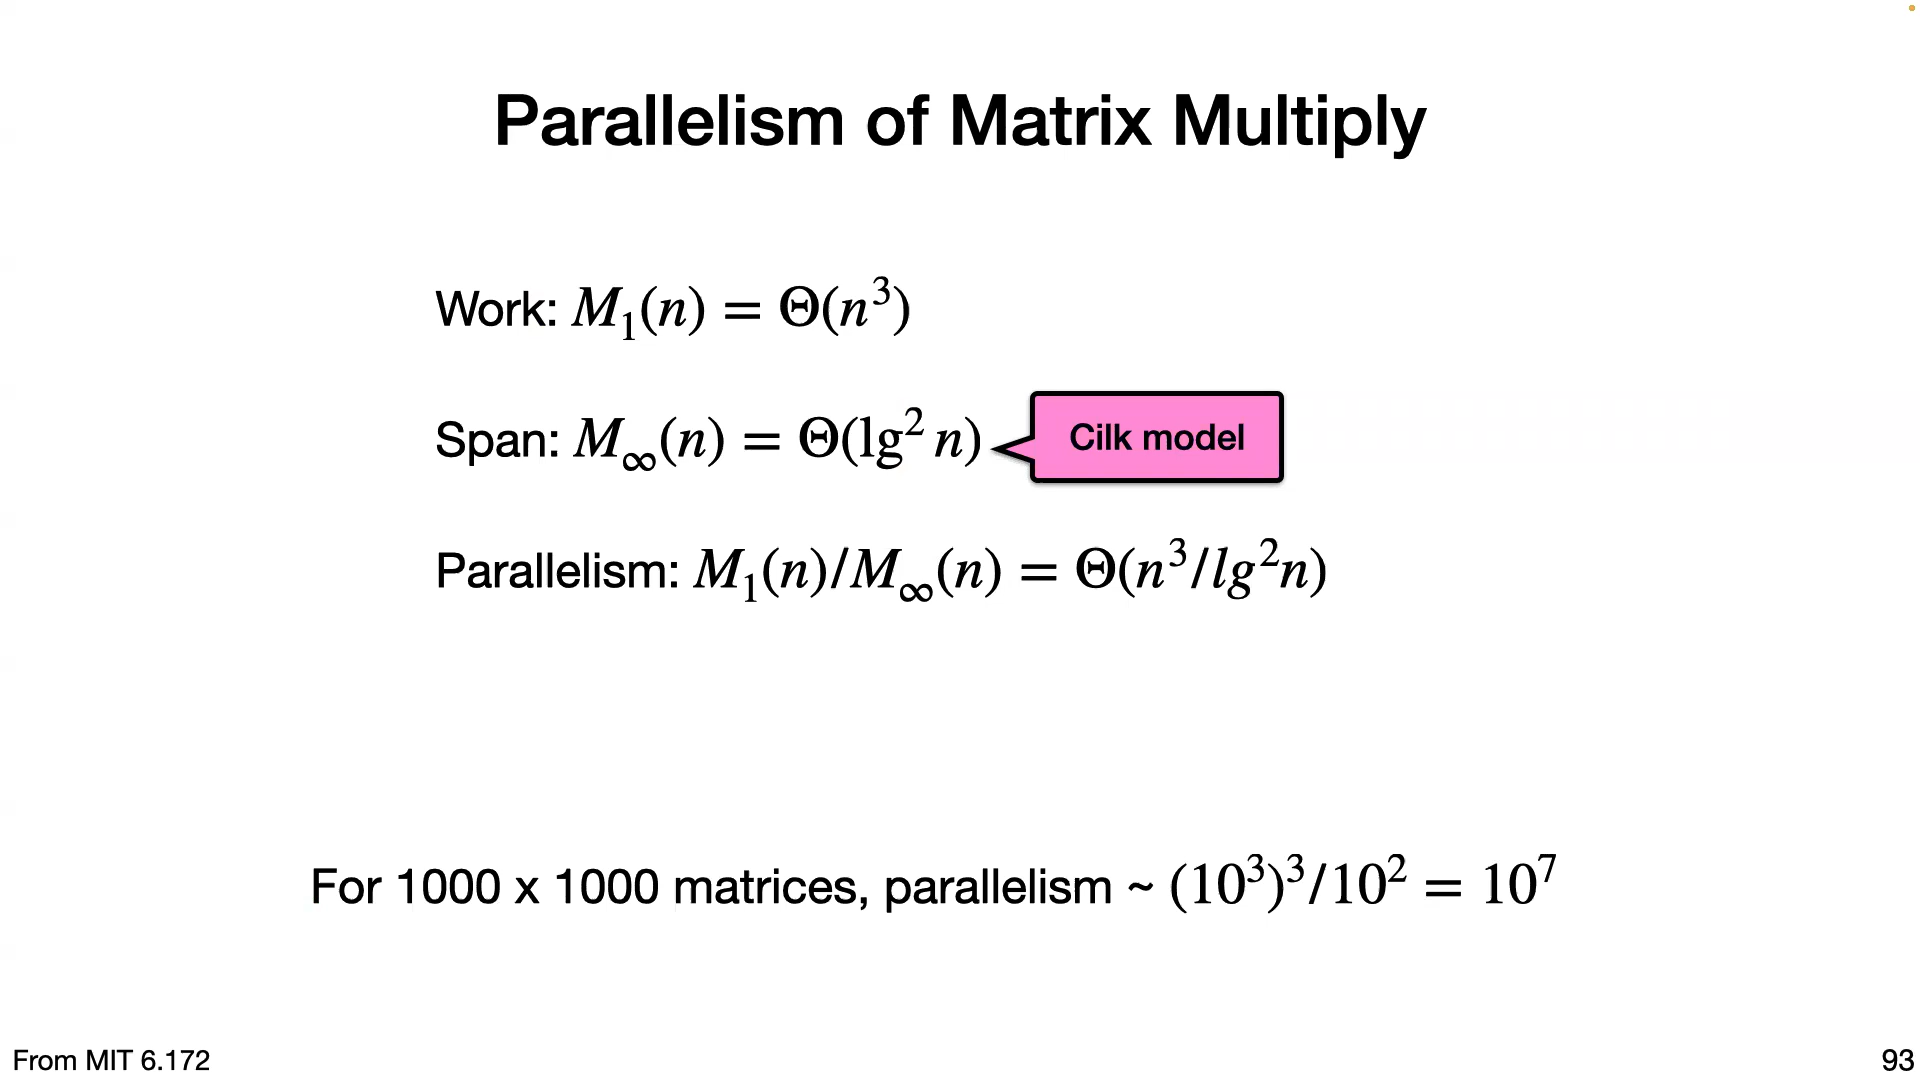 Parallelism of Matrix Multiply
Work: M₁(n) = Θ(n³)
Span: M∞(n) = Θ(lg² n)
Cilk model
Parallelism: M₁(n)/M∞(n) = Θ(n³/lg²n)
For 1000 x 1000 matrices, parallelism ~ (10³)³/10² = 10⁷
From MIT 6.172
93